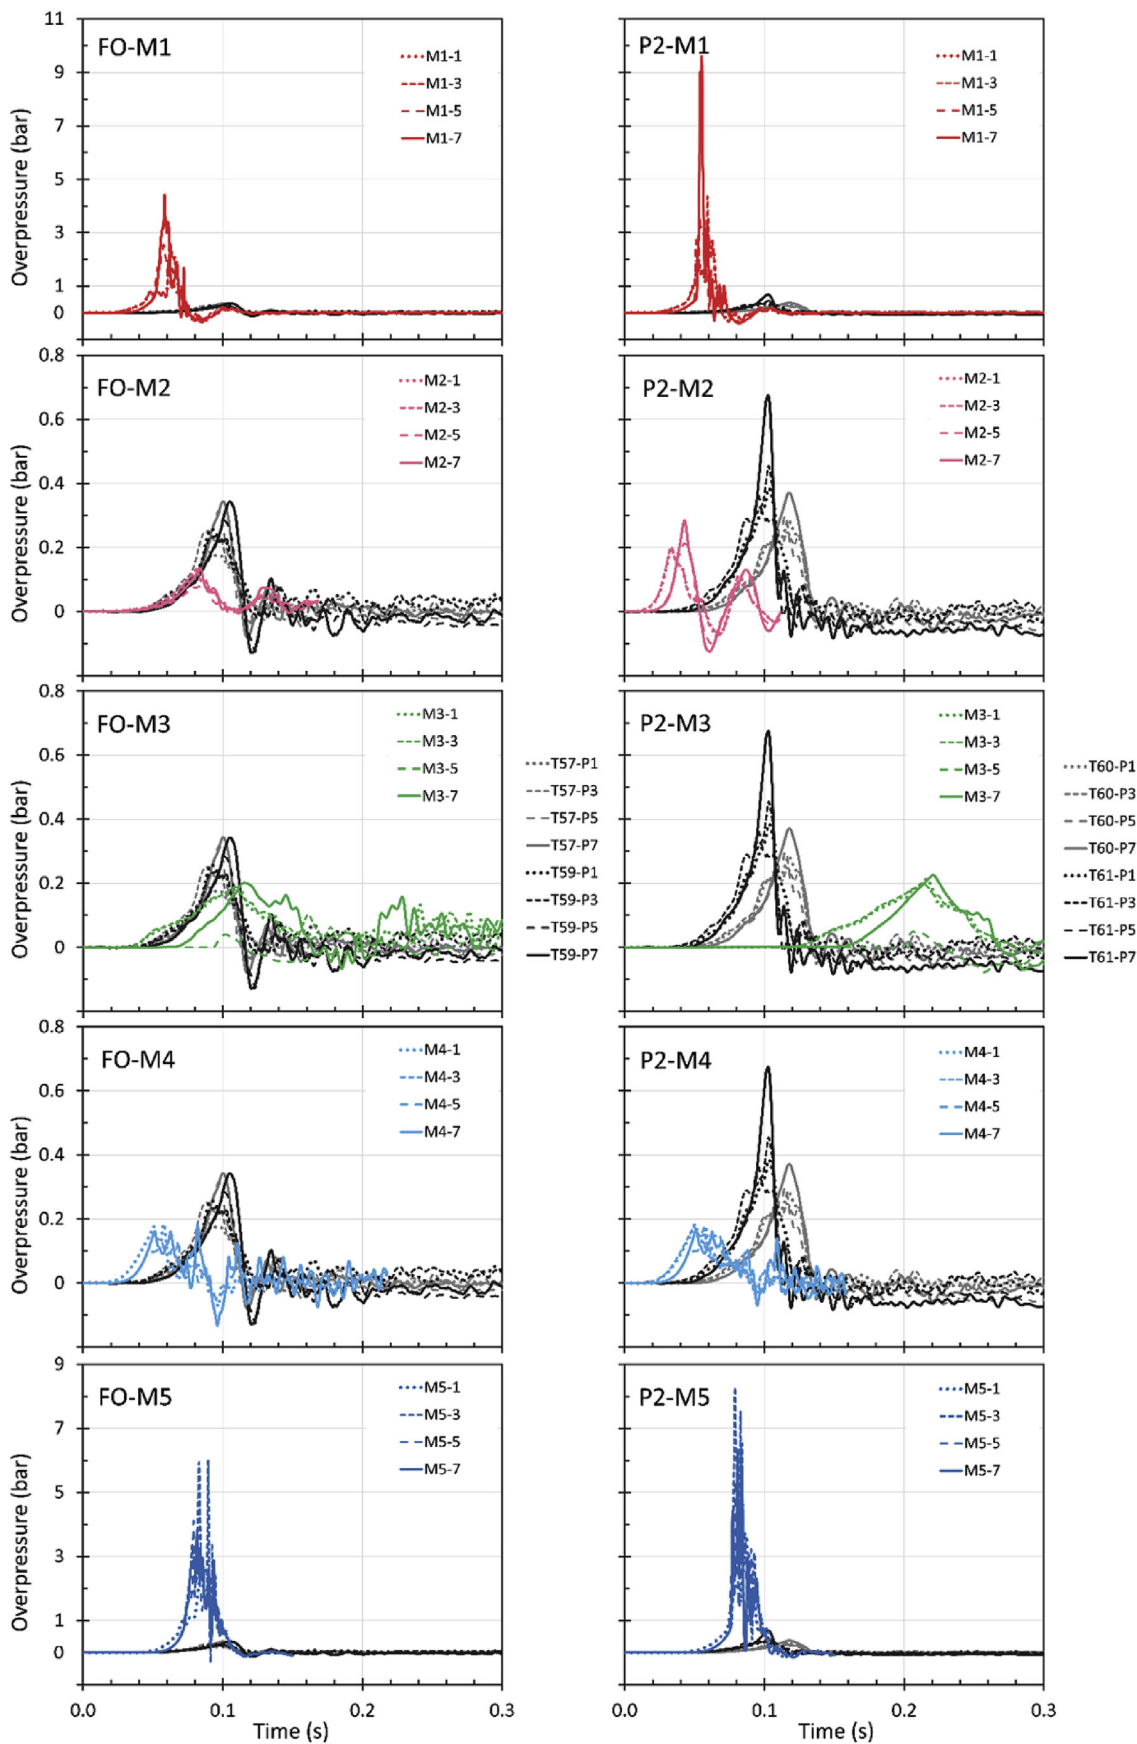 FO-M1
M1-1
M1-3
M1-5
M1-7
11
9
7
5
3
1
0
Overpressure (bar)
P2-M1
M1-1
M1-3
M1-5
M1-7
FO-M2
M2-1
M2-3
M2-5
M2-7
0.8
0.6
0.4
0.2
0
Overpressure (bar)
P2-M2
M2-1
M2-3
M2-5
M2-7
FO-M3
M3-1
M3-3
M3-5
M3-7
0.8
0.6
0.4
0.2
0
Overpressure (bar)
T57-P1
T57-P3
T57-P5
T57-P7
T59-P1
T59-P3
T59-P5
T59-P7
P2-M3
M3-1
M3-3
M3-5
M3-7
T60-P1
T60-P3
T60-P5
T60-P7
T61-P1
T61-P3
T61-P5
T61-P7
FO-M4
M4-1
M4-3
M4-5
M4-7
0.8
0.6
0.4
0.2
0
Overpressure (bar)
P2-M4
M4-1
M4-3
M4-5
M4-7
FO-M5
M5-1
M5-3
M5-5
M5-7
9
7
5
3
1
0
Overpressure (bar)
0.0 0.1 0.2 0.3
Time (s)
P2-M5
M5-1
M5-3
M5-5
M5-7
0.0 0.1 0.2 0.3
Time (s)